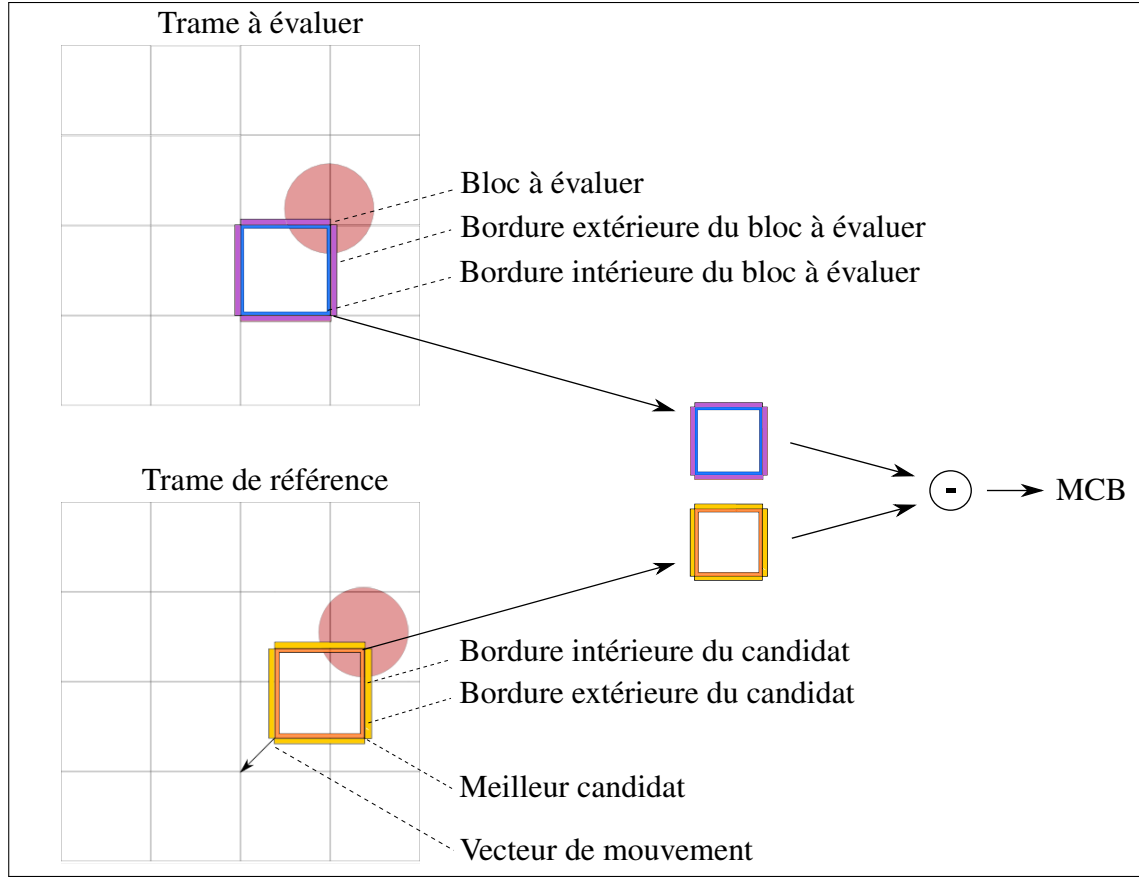 Trame à évaluer
Bloc à évaluer
Bordure extérieure du bloc à évaluer
Bordure intérieure du bloc à évaluer
Trame de référence
-
MCB
Bordure intérieure du candidat
Bordure extérieure du candidat
Meilleur candidat
Vecteur de mouvement